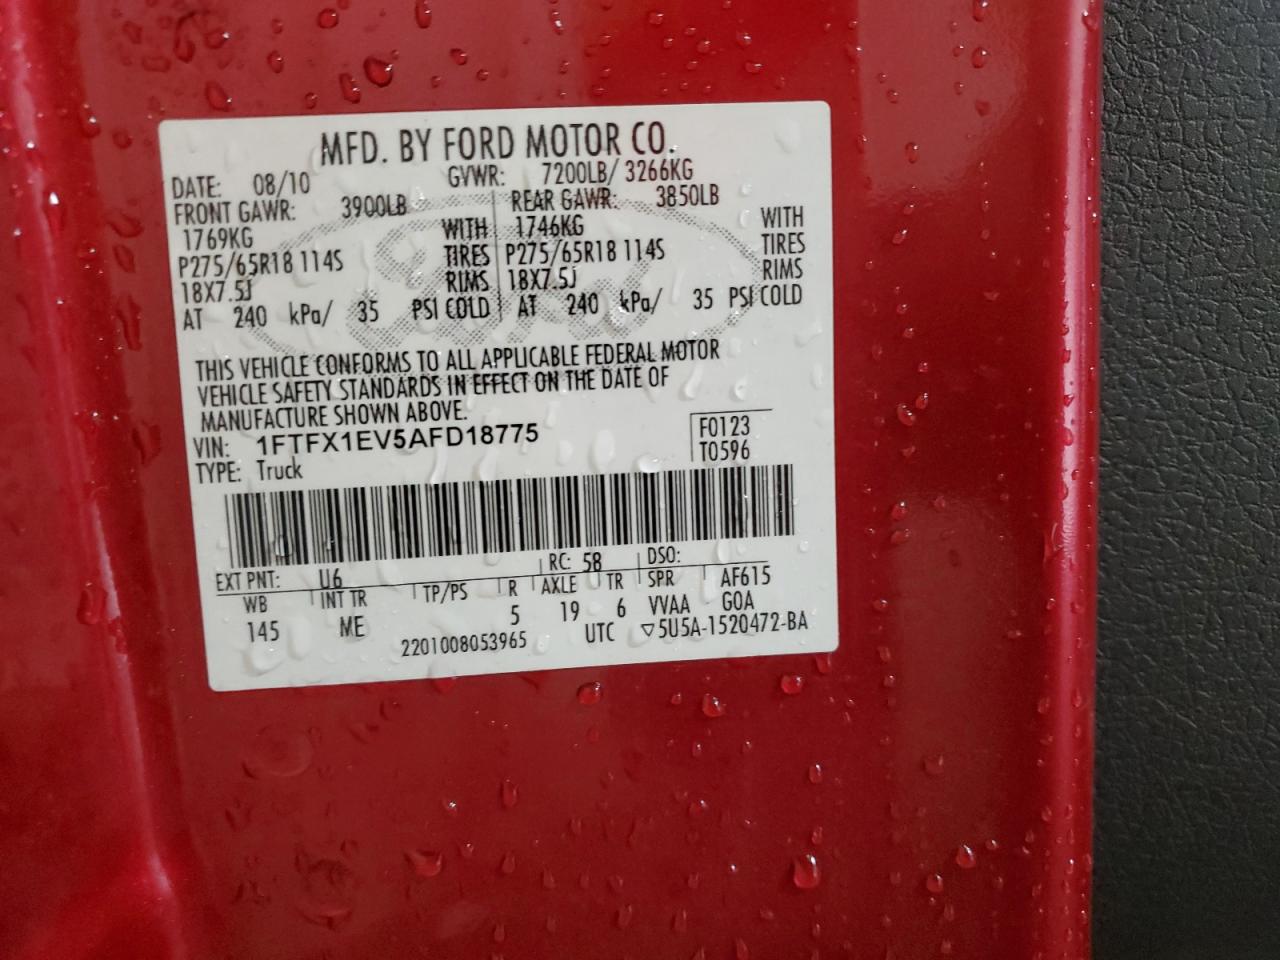 MFD. BY FORD MOTOR CO.
DATE: 08/10 GVWR: 7200LB/ 3266KG
FRONT GAWR: 3900LB REAR GAWR: 3850LB
1769KG WITH 1746KG WITH
P275/65R18 114S TIRES P275/65R18 114S TIRES
18X7.5J RIMS 18X7.5J RIMS
AT 240 kPa/ 35 PSI COLD AT 240 kPa/ 35 PSI COLD
THIS VEHICLE CONFORMS TO ALL APPLICABLE FEDERAL MOTOR
VEHICLE SAFETY STANDARDS IN EFFECT ON THE DATE OF
MANUFACTURE SHOWN ABOVE.
VIN: 1FTFX1EV5AFD18775 F0123
TYPE: Truck T0596
EXT PNT: U6 RC: 58 DSO:
WB INT TR TP/PS R AXLE TR SPR AF615
145 ME 5 19 6 VVAA GOA
2201008053965 UTC ▽5U5A-1520472-BA
Ford